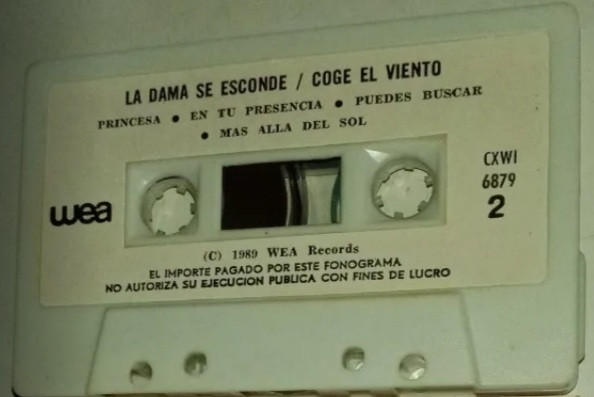 LA DAMA SE ESCONDE / COGE EL VIENTO
PRINCESA ● EN TU PRESENCIA ● PUEDES BUSCAR
● MAS ALLA DEL SOL
wea
CXWI
6879
2
(C) 1989 WEA Records
EL IMPORTE PAGADO POR ESTE FONOGRAMA
NO AUTORIZA SU EJECUCION PUBLICA CON FINES DE LUCRO